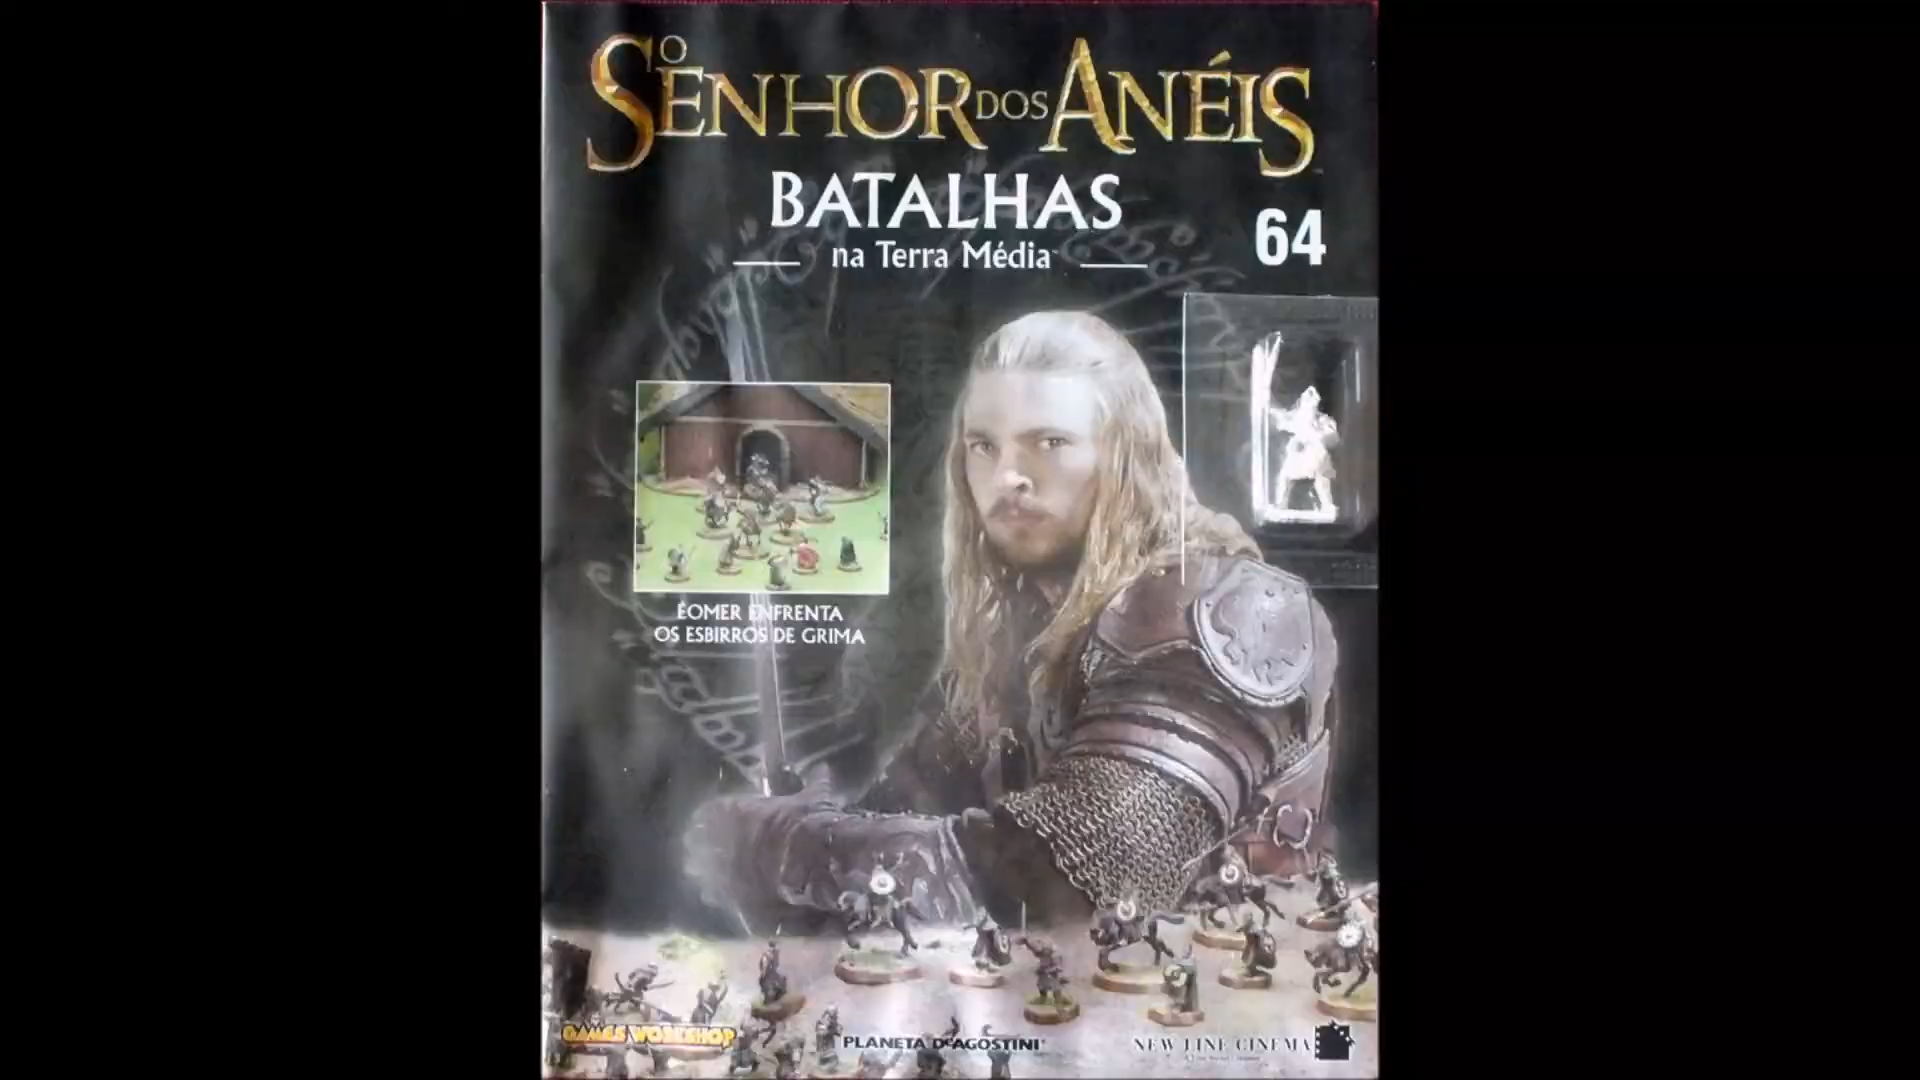 O
SENHOR DOS ANÉIS
BATALHAS
na Terra Média
64
ÉOMER ENFRENTA
OS ESBIRROS DE GRIMA
GAMES WORKSHOP
PLANETA DEAGOSTINI
NEW LINE CINEMA